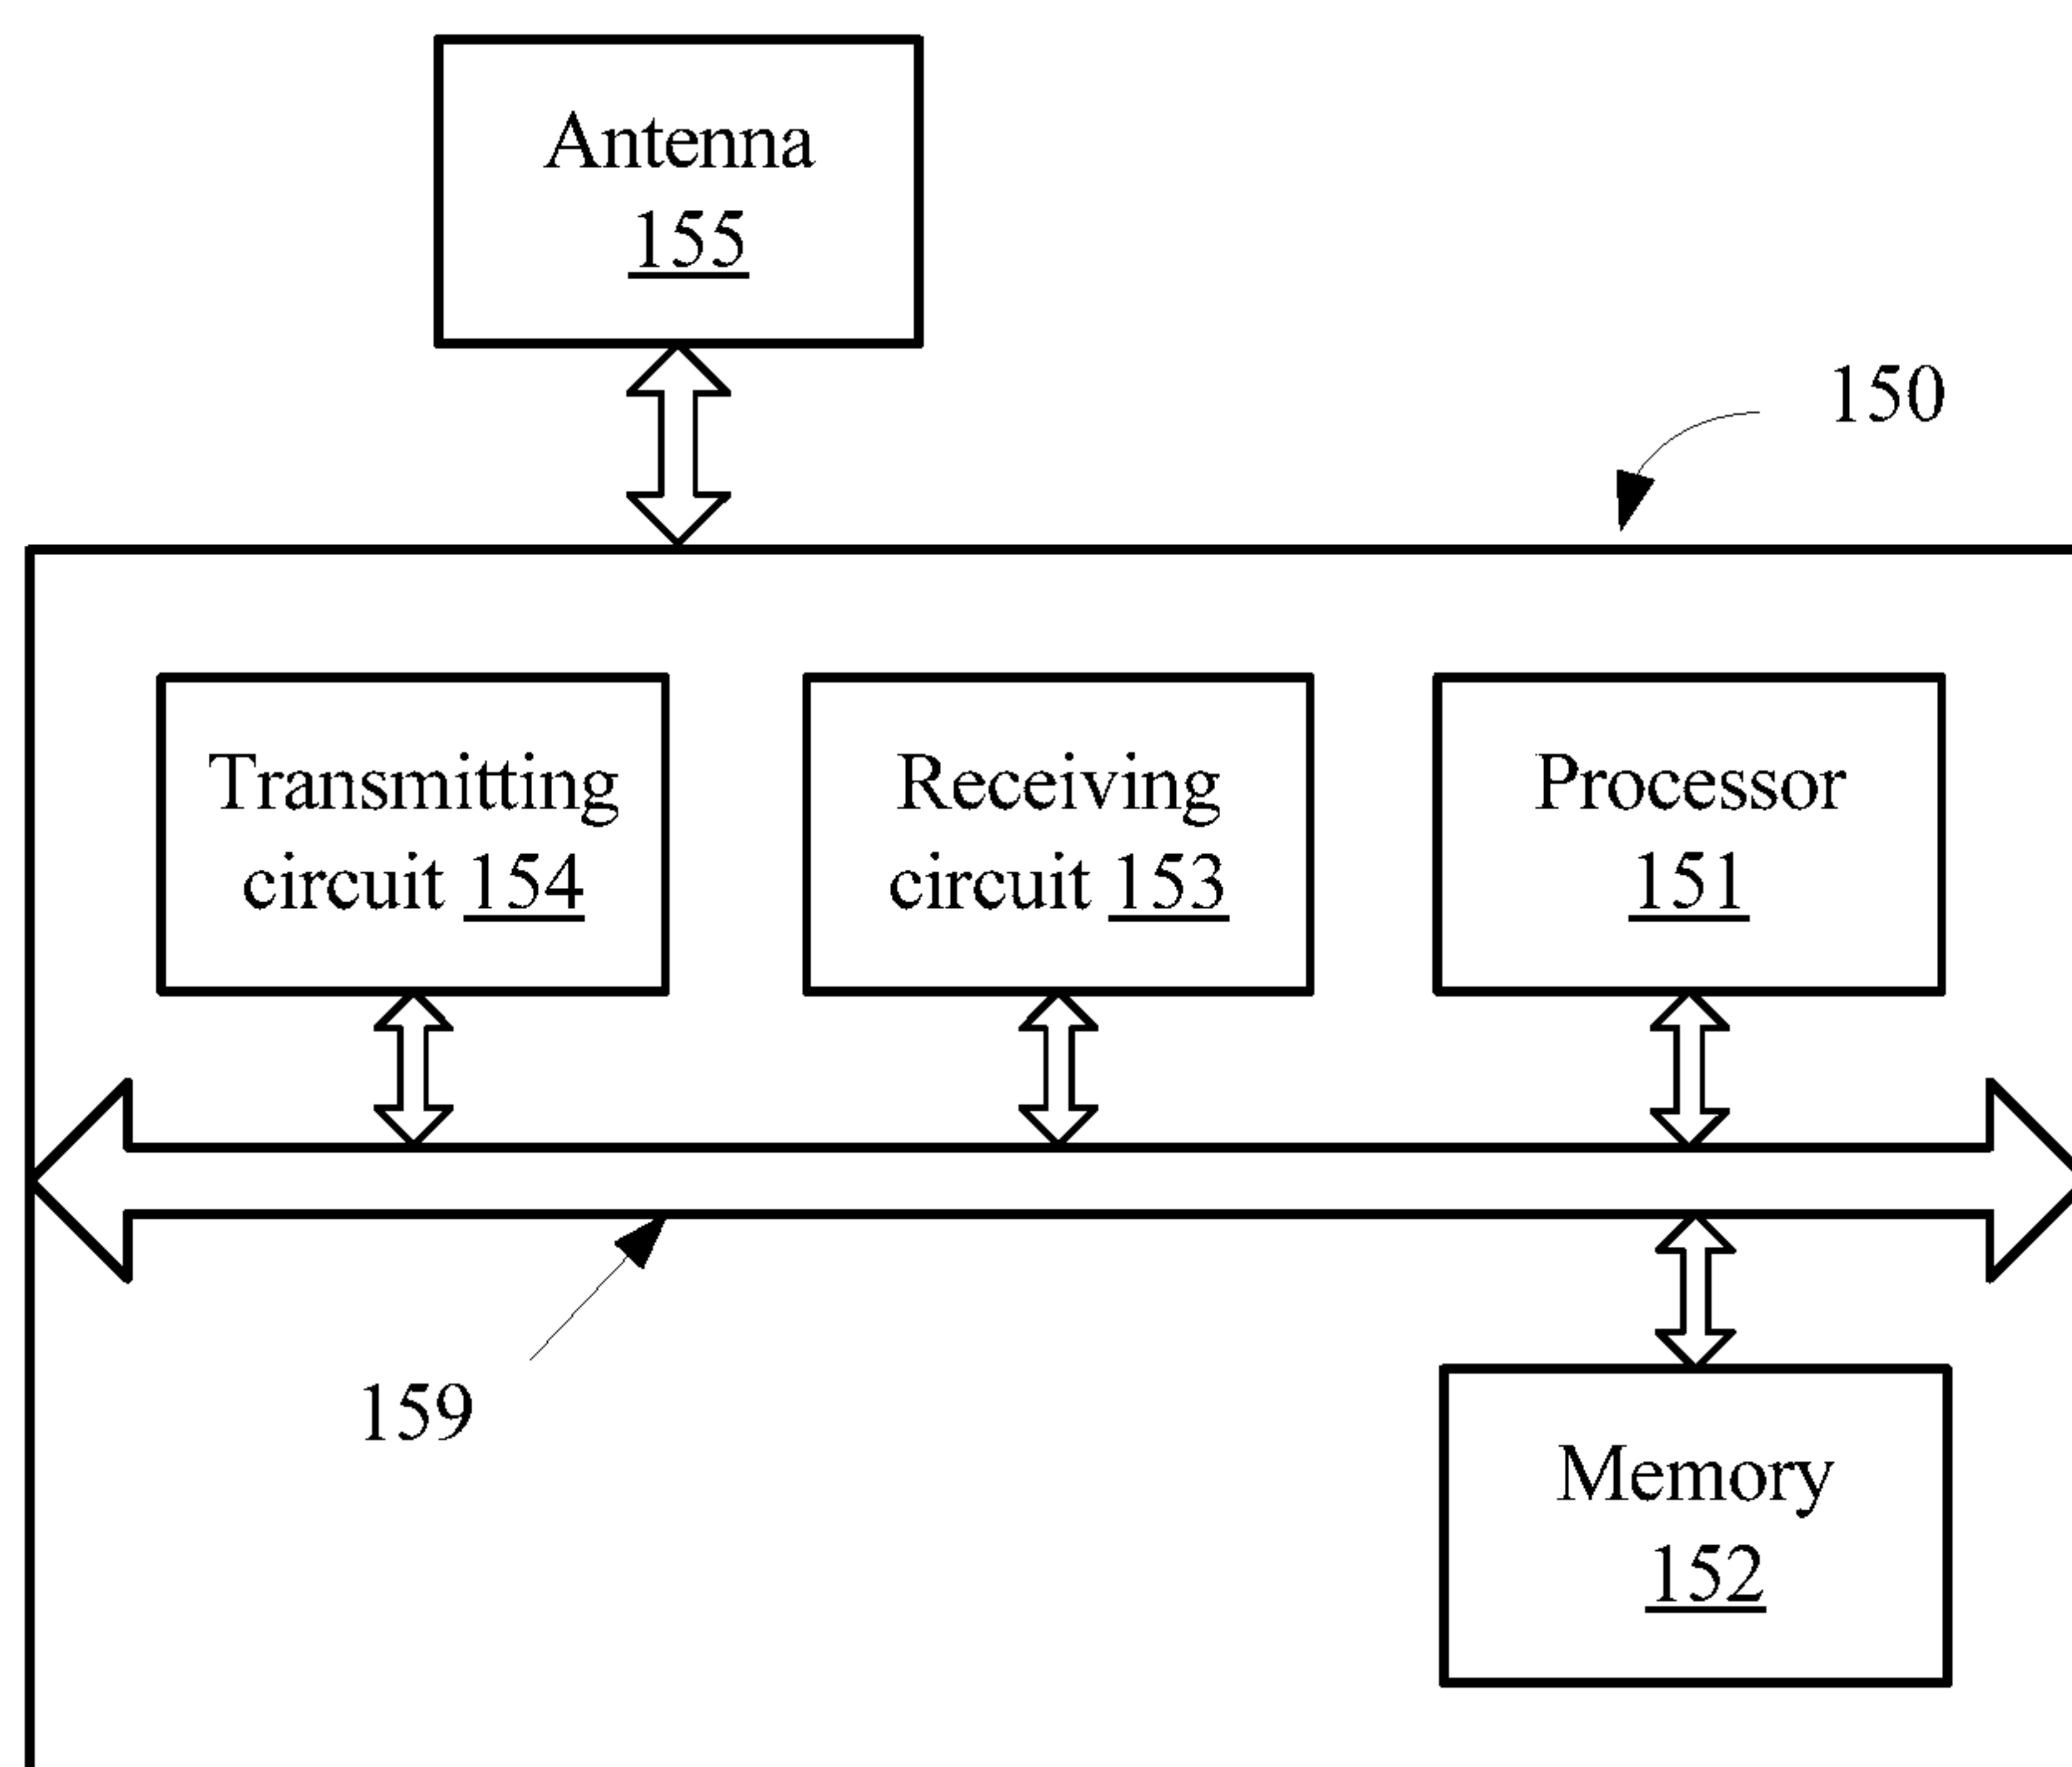 Antenna
155
150
Transmitting
circuit 154
Receiving
circuit 153
Processor
151
159
Memory
152